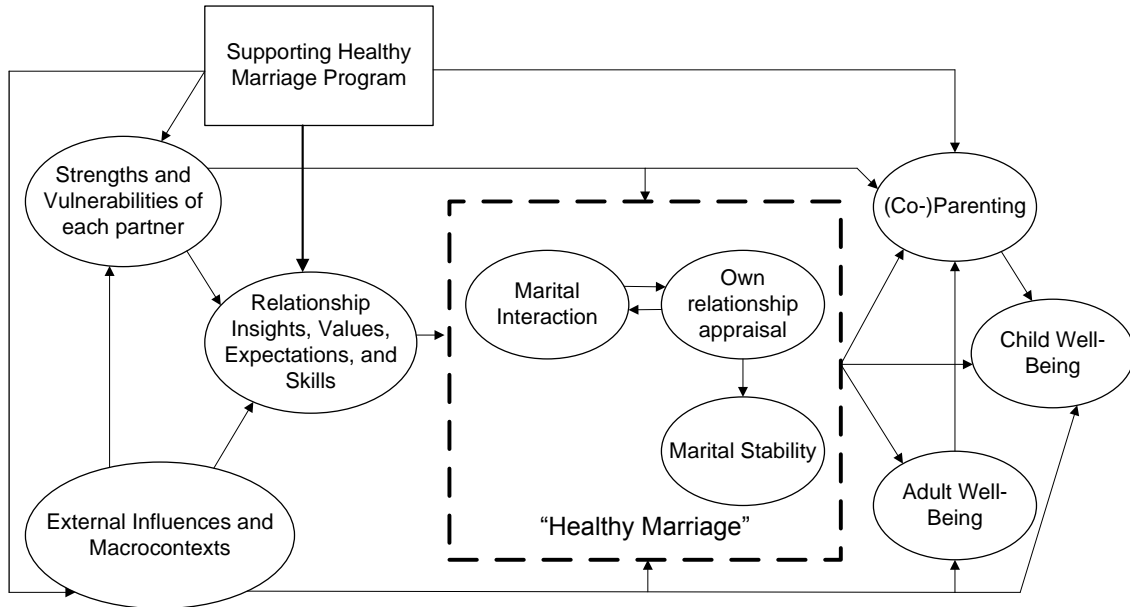 Supporting Healthy
Marriage Program
Strengths and
Vulnerabilities of
each partner
(Co-)Parenting
Relationship
Insights, Values,
Expectations, and
Skills
Marital
Interaction
Own
relationship
appraisal
Child Well-
Being
Marital Stability
External Influences and
Macrocontexts
“Healthy Marriage”
Adult Well-
Being